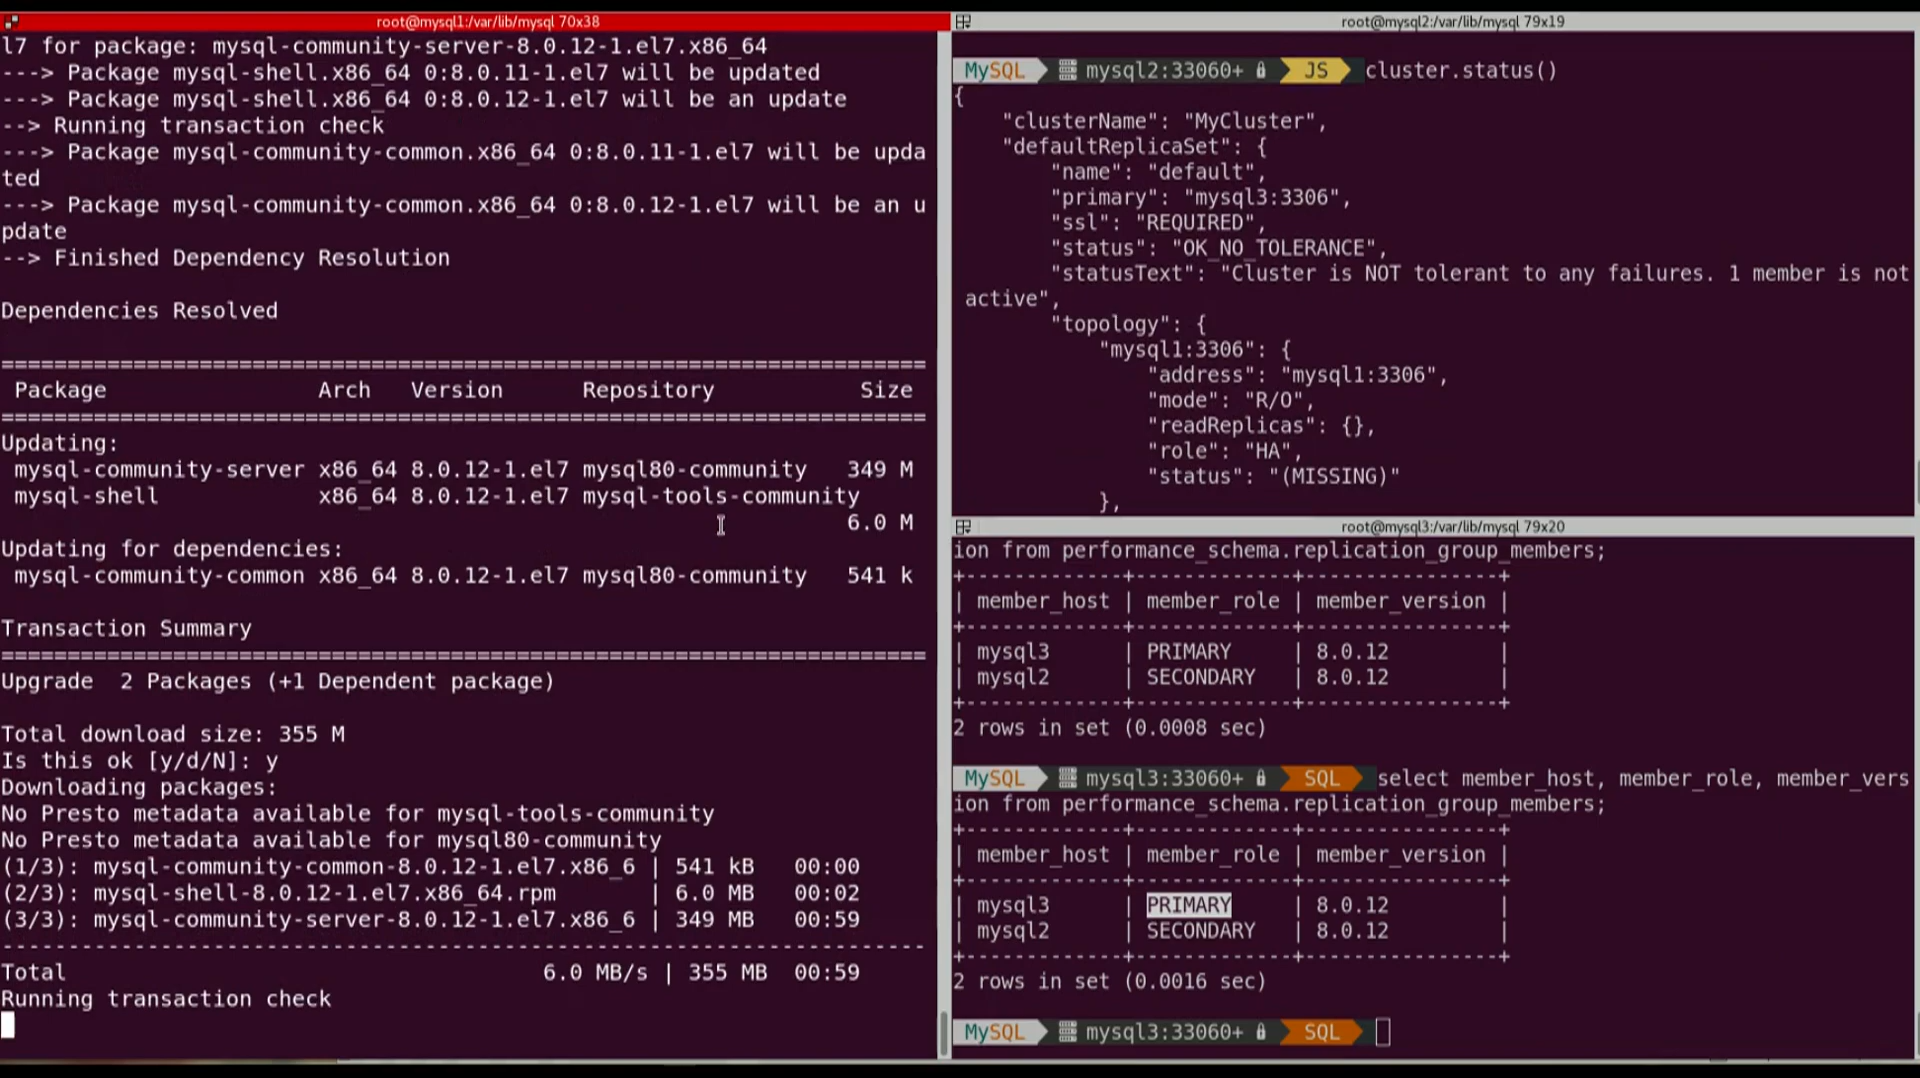 root@mysql1:/var/lib/mysql 70x38
l7 for package: mysql-community-server-8.0.12-1.el7.x86_64
---> Package mysql-shell.x86_64 0:8.0.11-1.el7 will be updated
---> Package mysql-shell.x86_64 0:8.0.12-1.el7 will be an update
--> Running transaction check
---> Package mysql-community-common.x86_64 0:8.0.11-1.el7 will be upda
ted
---> Package mysql-community-common.x86_64 0:8.0.12-1.el7 will be an u
pdate
--> Finished Dependency Resolution
Dependencies Resolved
======================================================================
Package Arch Version Repository Size
======================================================================
Updating:
mysql-community-server x86_64 8.0.12-1.el7 mysql80-community 349 M
mysql-shell x86_64 8.0.12-1.el7 mysql-tools-community
6.0 M
Updating for dependencies:
mysql-community-common x86_64 8.0.12-1.el7 mysql80-community 541 k
Transaction Summary
======================================================================
Upgrade 2 Packages (+1 Dependent package)
Total download size: 355 M
Is this ok [y/d/N]: y
Downloading packages:
No Presto metadata available for mysql-tools-community
No Presto metadata available for mysql80-community
(1/3): mysql-community-common-8.0.12-1.el7.x86_6 | 541 kB 00:00
(2/3): mysql-shell-8.0.12-1.el7.x86_64.rpm | 6.0 MB 00:02
(3/3): mysql-community-server-8.0.12-1.el7.x86_6 | 349 MB 00:59
----------------------------------------------------------------------
Total 6.0 MB/s | 355 MB 00:59
Running transaction check
root@mysql2:/var/lib/mysql 79x19
MySQL mysql2:33060+ JS cluster.status()
{
"clusterName": "MyCluster",
"defaultReplicaSet": {
"name": "default",
"primary": "mysql3:3306",
"ssl": "REQUIRED",
"status": "OK_NO_TOLERANCE",
"statusText": "Cluster is NOT tolerant to any failures. 1 member is not
active",
"topology": {
"mysql1:3306": {
"address": "mysql1:3306",
"mode": "R/O",
"readReplicas": {},
"role": "HA",
"status": "(MISSING)"
},
root@mysql3:/var/lib/mysql 79x20
ion from performance_schema.replication_group_members;
+-------------+-------------+----------------+
| member_host | member_role | member_version |
+-------------+-------------+----------------+
| mysql3 | PRIMARY | 8.0.12 |
| mysql2 | SECONDARY | 8.0.12 |
+-------------+-------------+----------------+
2 rows in set (0.0008 sec)
MySQL mysql3:33060+ SQL select member_host, member_role, member_vers
ion from performance_schema.replication_group_members;
+-------------+-------------+----------------+
| member_host | member_role | member_version |
+-------------+-------------+----------------+
| mysql3 | PRIMARY | 8.0.12 |
| mysql2 | SECONDARY | 8.0.12 |
+-------------+-------------+----------------+
2 rows in set (0.0016 sec)
MySQL mysql3:33060+ SQL